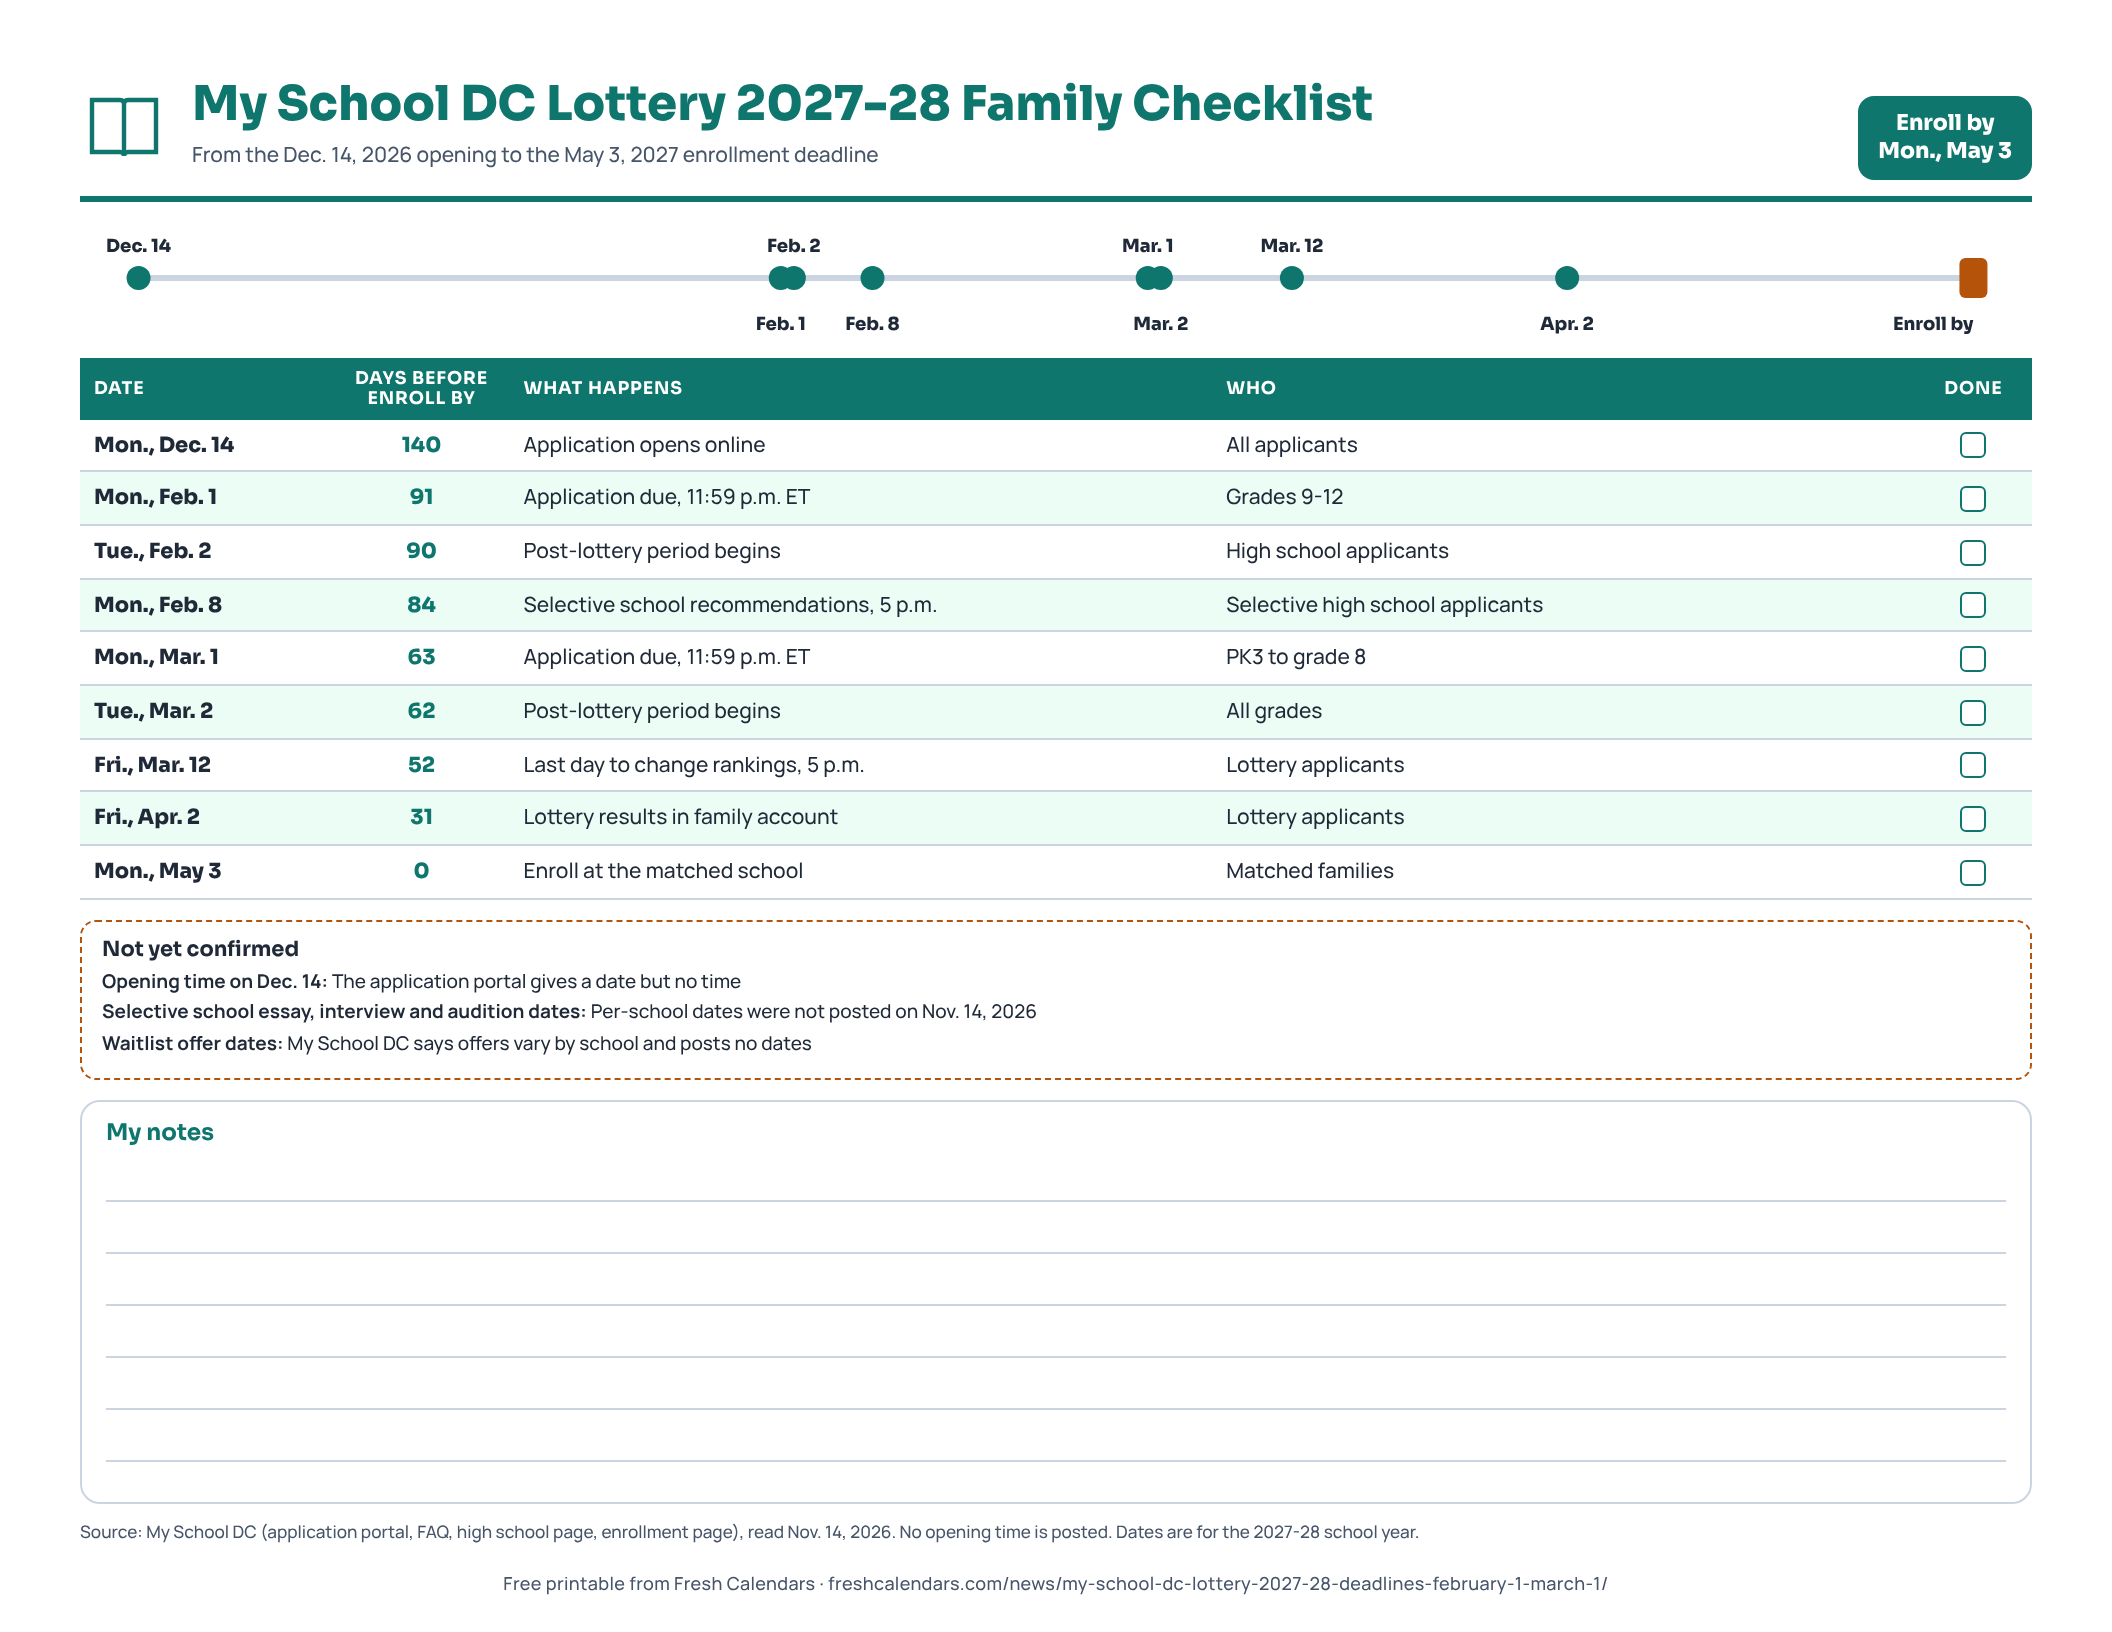 My School DC Lottery 2027-28 Family Checklist
From the Dec. 14, 2026 opening to the May 3, 2027 enrollment deadline
Enroll by
Mon., May 3
Dec. 14 Feb. 2 Mar. 1 Mar. 12
Feb. 1 Feb. 8 Mar. 2 Apr. 2 Enroll by
DATE DAYS BEFORE ENROLL BY WHAT HAPPENS WHO DONE
Mon., Dec. 14 140 Application opens online All applicants
Mon., Feb. 1 91 Application due, 11:59 p.m. ET Grades 9-12
Tue., Feb. 2 90 Post-lottery period begins High school applicants
Mon., Feb. 8 84 Selective school recommendations, 5 p.m. Selective high school applicants
Mon., Mar. 1 63 Application due, 11:59 p.m. ET PK3 to grade 8
Tue., Mar. 2 62 Post-lottery period begins All grades
Fri., Mar. 12 52 Last day to change rankings, 5 p.m. Lottery applicants
Fri., Apr. 2 31 Lottery results in family account Lottery applicants
Mon., May 3 0 Enroll at the matched school Matched families
Not yet confirmed
Opening time on Dec. 14: The application portal gives a date but no time
Selective school essay, interview and audition dates: Per-school dates were not posted on Nov. 14, 2026
Waitlist offer dates: My School DC says offers vary by school and posts no dates
My notes
Source: My School DC (application portal, FAQ, high school page, enrollment page), read Nov. 14, 2026. No opening time is posted. Dates are for the 2027-28 school year.
Free printable from Fresh Calendars · freshcalendars.com/news/my-school-dc-lottery-2027-28-deadlines-february-1-march-1/